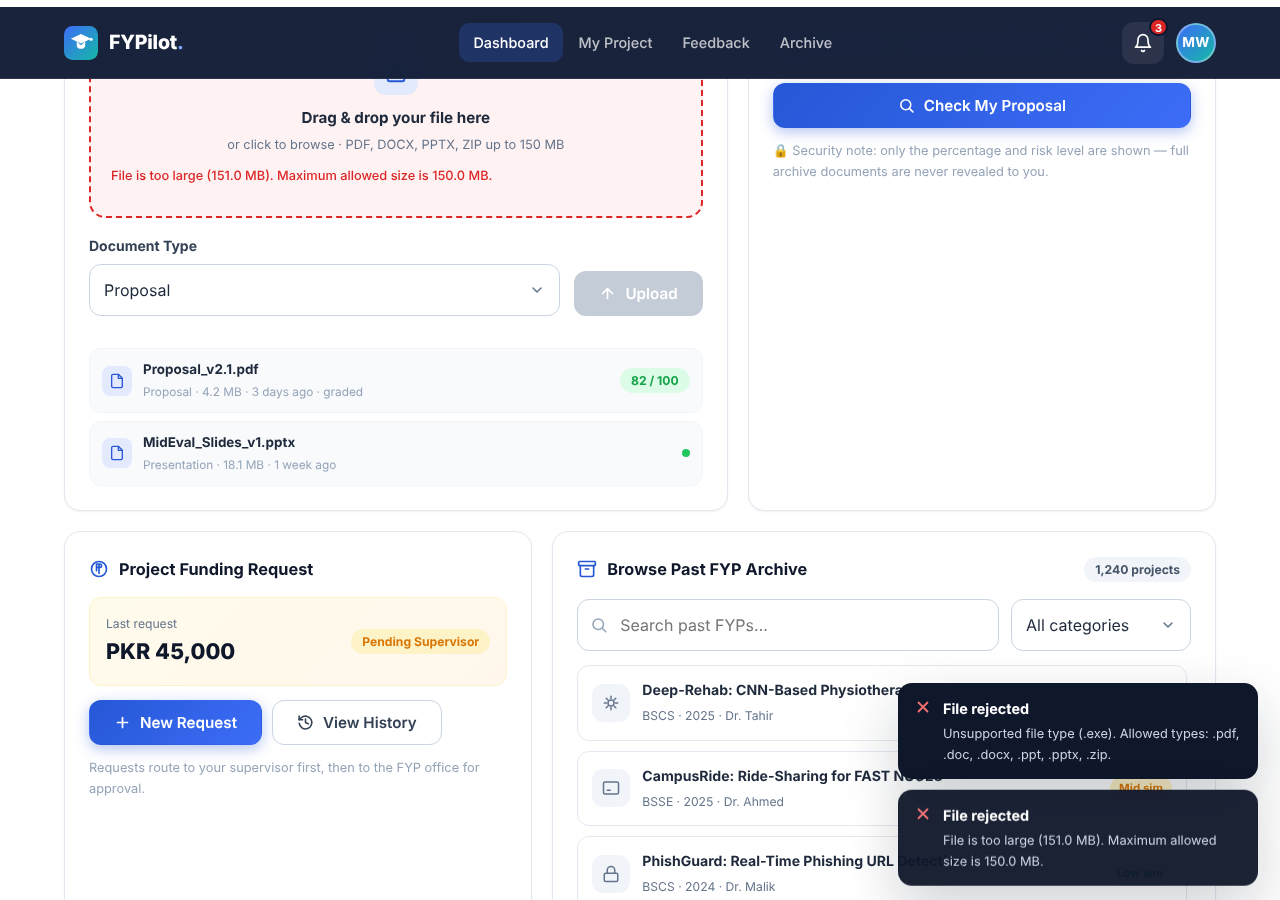 FYPilot.
Dashboard
My Project
Feedback
Archive
3
MW
Drag & drop your file here
or click to browse · PDF, DOCX, PPTX, ZIP up to 150 MB
File is too large (151.0 MB). Maximum allowed size is 150.0 MB.
Document Type
Proposal
Upload
Proposal_v2.1.pdf
Proposal · 4.2 MB · 3 days ago · graded
82 / 100
MidEval_Slides_v1.pptx
Presentation · 18.1 MB · 1 week ago
Check My Proposal
🔒 Security note: only the percentage and risk level are shown — full
archive documents are never revealed to you.
Project Funding Request
Last request
PKR 45,000
Pending Supervisor
New Request
View History
Requests route to your supervisor first, then to the FYP office for
approval.
Browse Past FYP Archive
1,240 projects
Search past FYPs...
All categories
Deep-Rehab: CNN-Based
BSCS · 2025 · Dr. Tahir
CampusRide: Ride-Sharing for FAST
BSSE · 2025 · Dr. Ahmed
Mid sim
PhishGuard: Real-Time Phishing URL
BSCS · 2024 · Dr. Malik
Low sim
File rejected
Unsupported file type (.exe). Allowed types: .pdf,
.doc, .docx, .ppt, .pptx, .zip.
File rejected
File is too large (151.0 MB). Maximum allowed
size is 150.0 MB.